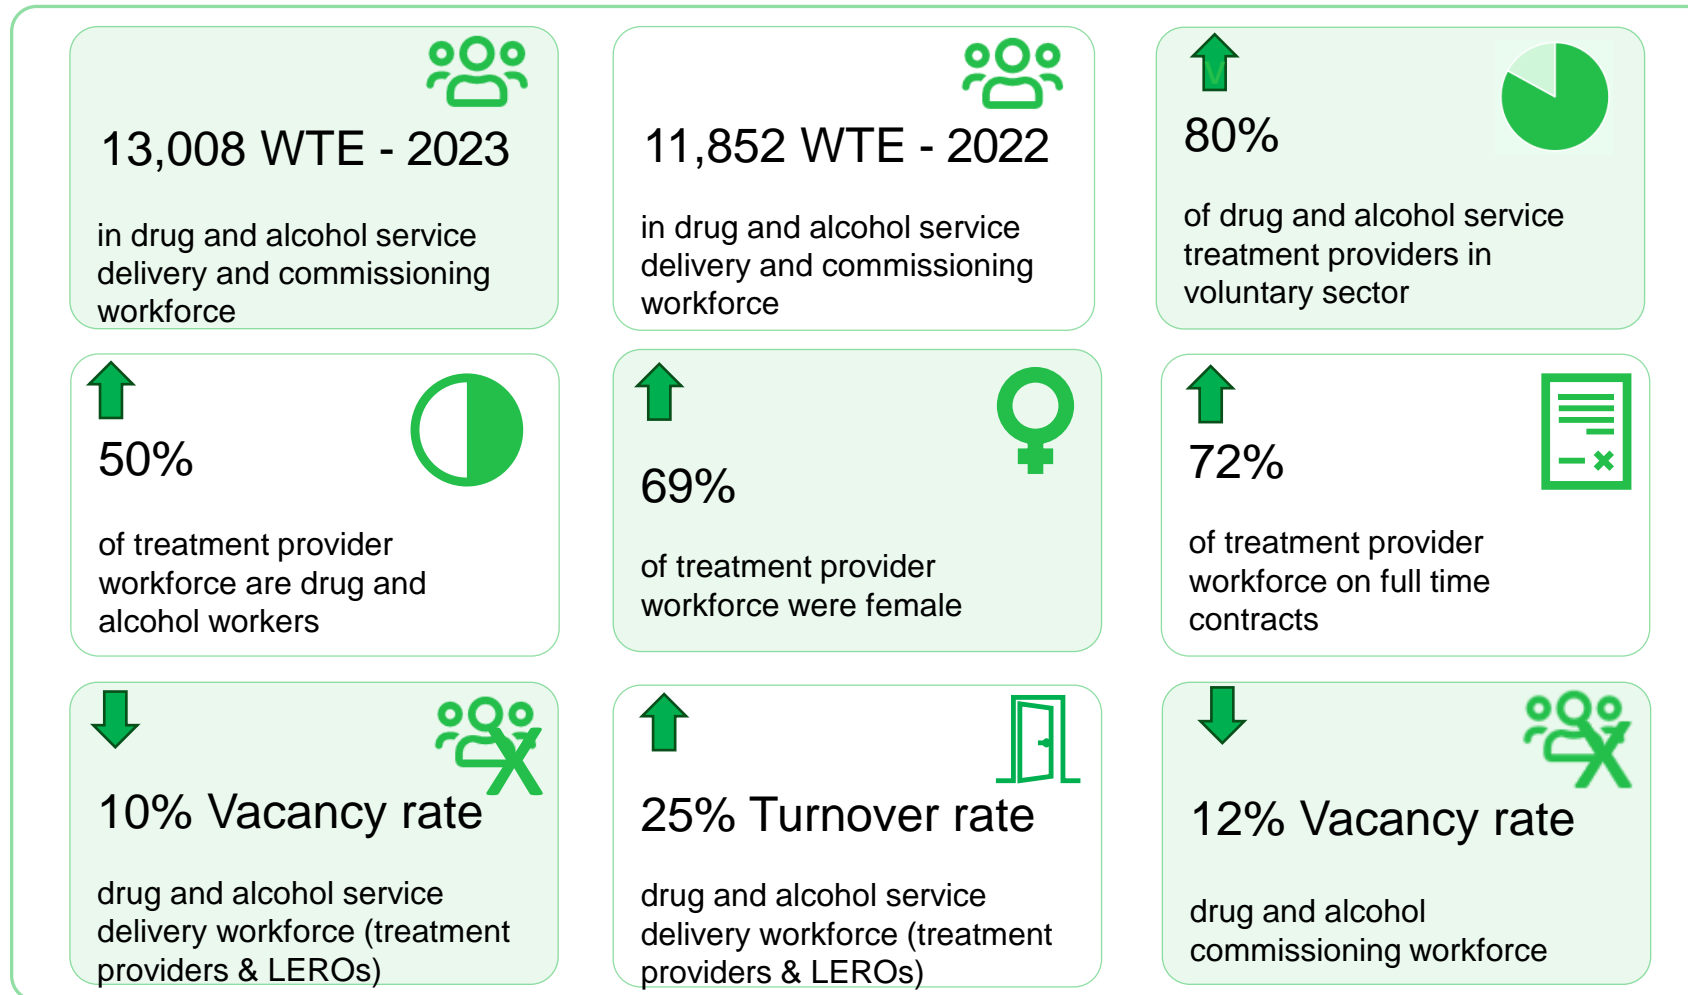 13,008 WTE - 2023
in drug and alcohol service
delivery and commissioning
workforce
11,852 WTE - 2022
in drug and alcohol service
delivery and commissioning
workforce
80%
of drug and alcohol service
treatment providers in
voluntary sector
50%
of treatment provider
workforce are drug and
alcohol workers
69%
of treatment provider
workforce were female
72%
of treatment provider
workforce on full time
contracts
10% Vacancy rate
drug and alcohol service
delivery workforce (treatment
providers & LEROs)
25% Turnover rate
drug and alcohol service
delivery workforce (treatment
providers & LEROs)
12% Vacancy rate
drug and alcohol
commissioning workforce